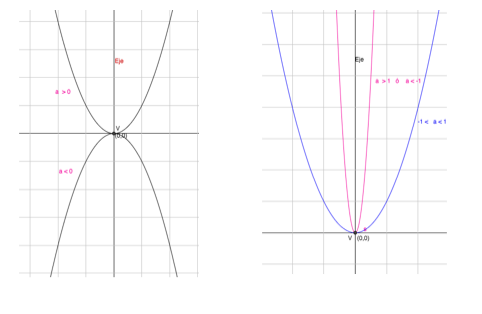 Eje
a > 0
V
(0,0)
a < 0
Eje
a > 1 ó a < -1
-1 < a < 1
V (0,0)